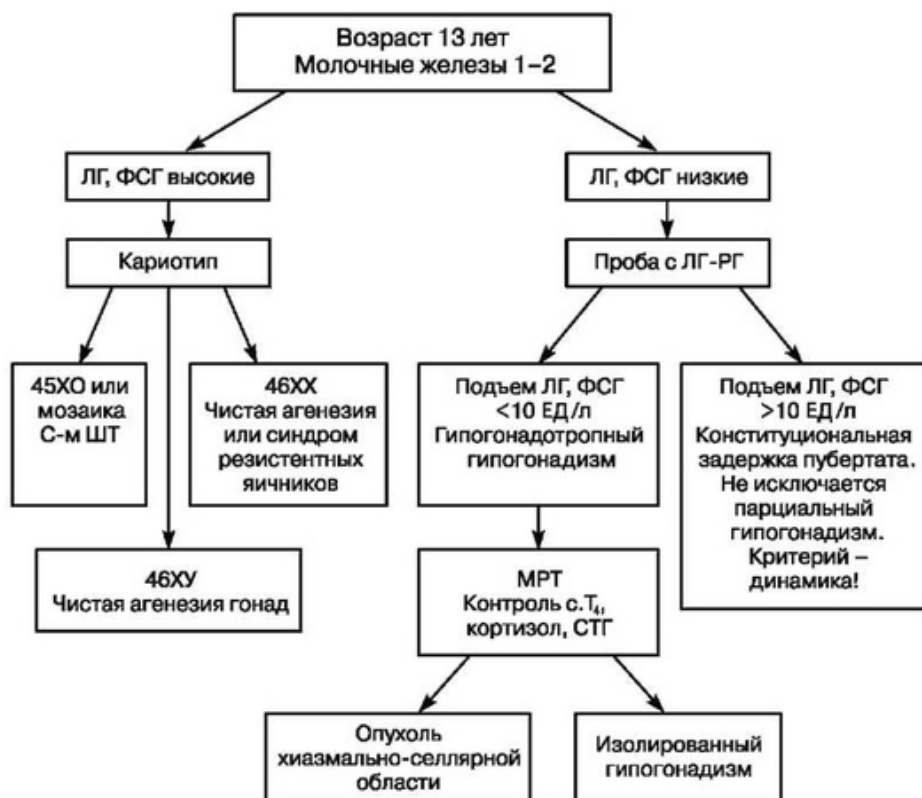 Возраст 13 лет
Молочные железы 1–2
ЛГ, ФСГ высокие
ЛГ, ФСГ низкие
Кариотип
Проба с ЛГ-РГ
45ХО или
мозаика
С-м ШТ
46ХХ
Чистая агенезия
или синдром
резистентных
яичников
Подъем ЛГ, ФСГ
<10 ЕД/л
Гипогонадотропный
гипогонадизм
Подъем ЛГ, ФСГ
>10 ЕД/л
Конституциональная
задержка пубертата.
Не исключается
парциальный
гипогонадизм.
Критерий –
динамика!
46ХУ
Чистая агенезия гонад
МРТ
Контроль с.Т₄,
кортизол, СТГ
Опухоль
хиазмально-селлярной
области
Изолированный
гипогонадизм